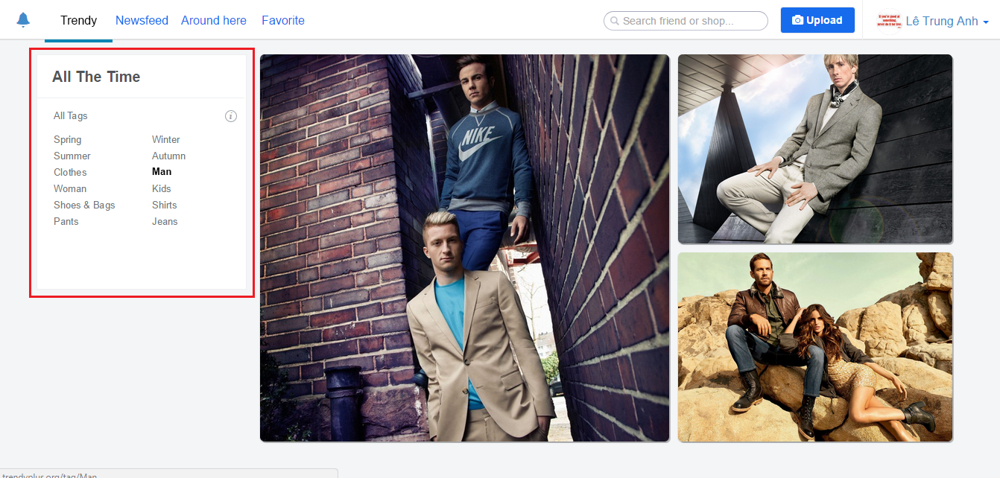 Trendy Newsfeed Around here Favorite Search friend or shop... Upload Lê Trung Anh
All The Time
All Tags
Spring Winter
Summer Autumn
Clothes Man
Woman Kids
Shoes & Bags Shirts
Pants Jeans
NIKE
trendyplus.org/tag/Man